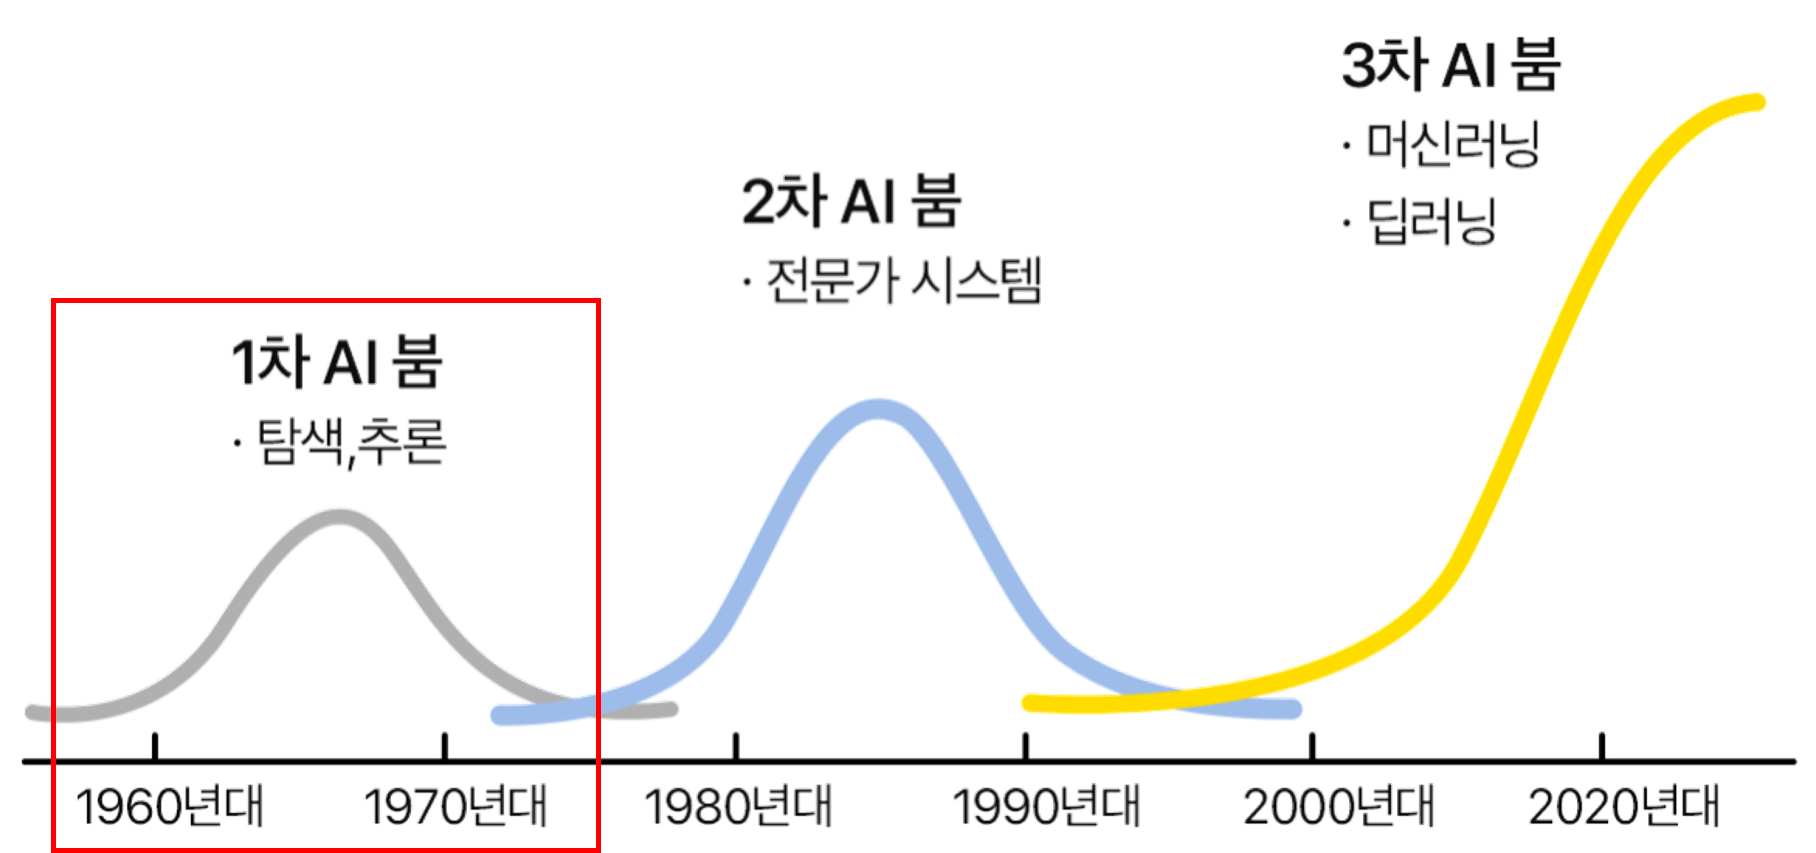 1차 AI 붐
· 탐색,추론
2차 AI 붐
· 전문가 시스템
3차 AI 붐
· 머신러닝
· 딥러닝
1960년대
1970년대
1980년대
1990년대
2000년대
2020년대